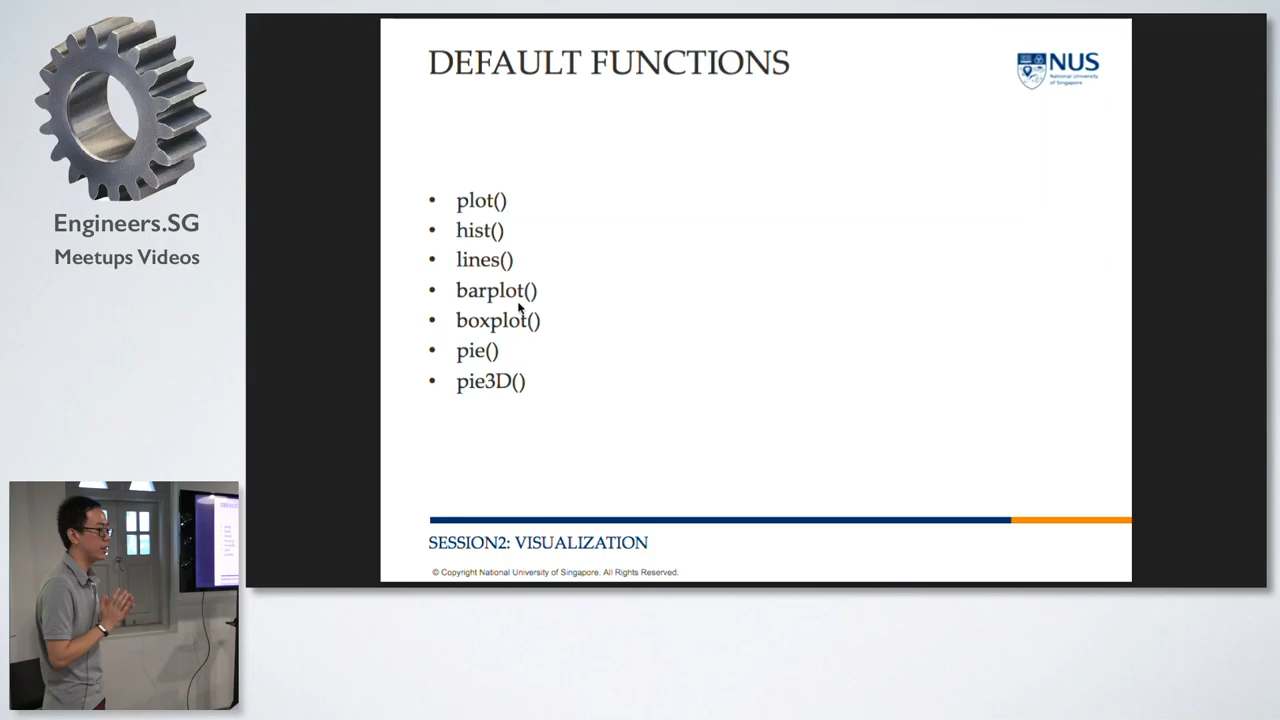 DEFAULT FUNCTIONS
NUS
National University
of Singapore
• plot()
• hist()
• lines()
• barplot()
• boxplot()
• pie()
• pie3D()
Engineers.SG
Meetups Videos
SESSION2: VISUALIZATION
© Copyright National University of Singapore. All Rights Reserved.